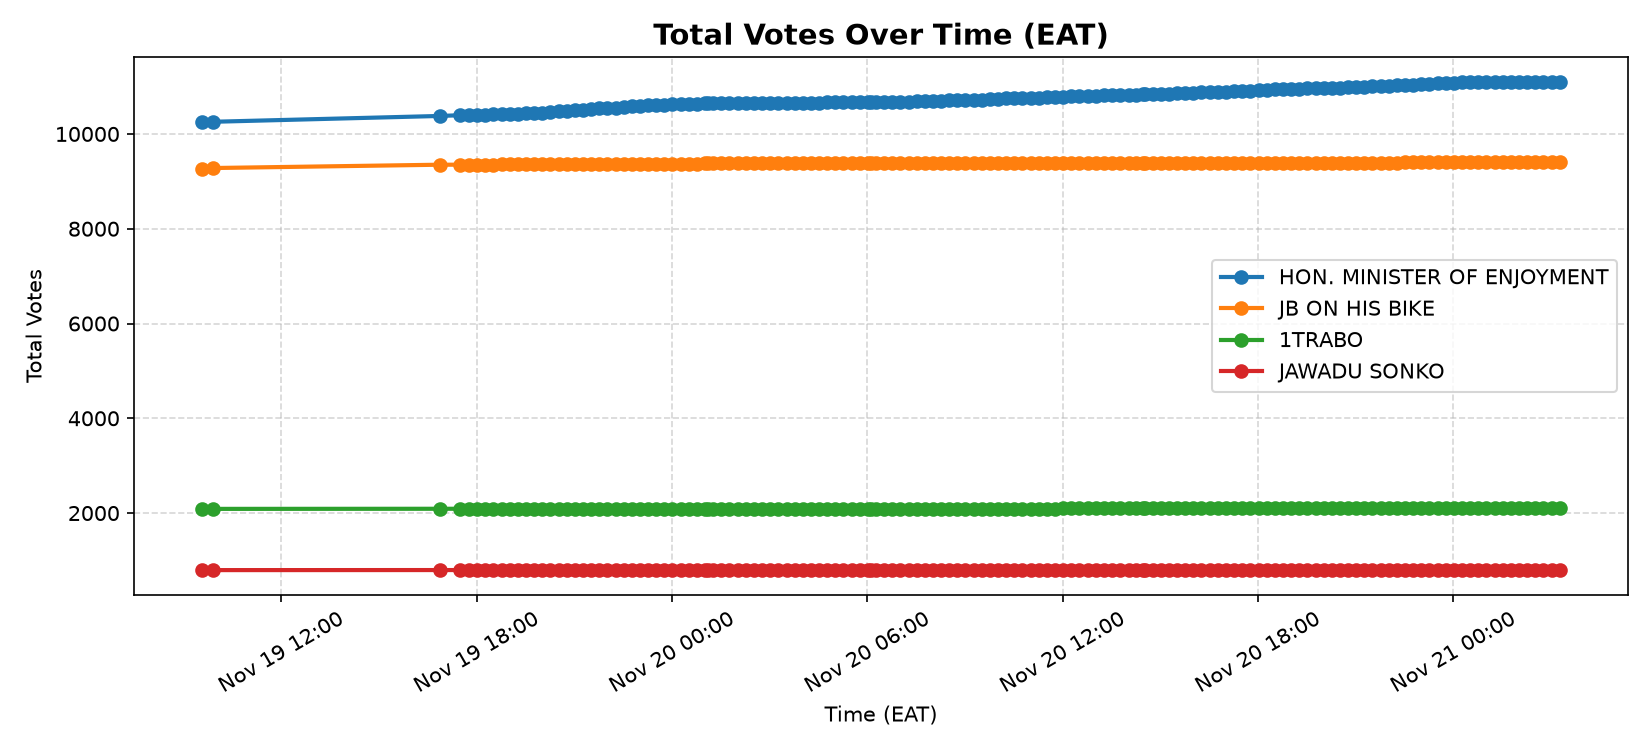 Total Votes Over Time (EAT)
Total Votes
10000
8000
6000
4000
2000
HON. MINISTER OF ENJOYMENT
JB ON HIS BIKE
1TRABO
JAWADU SONKO
Nov 19 12:00
Nov 19 18:00
Nov 20 00:00
Nov 20 06:00
Nov 20 12:00
Nov 20 18:00
Nov 21 00:00
Time (EAT)